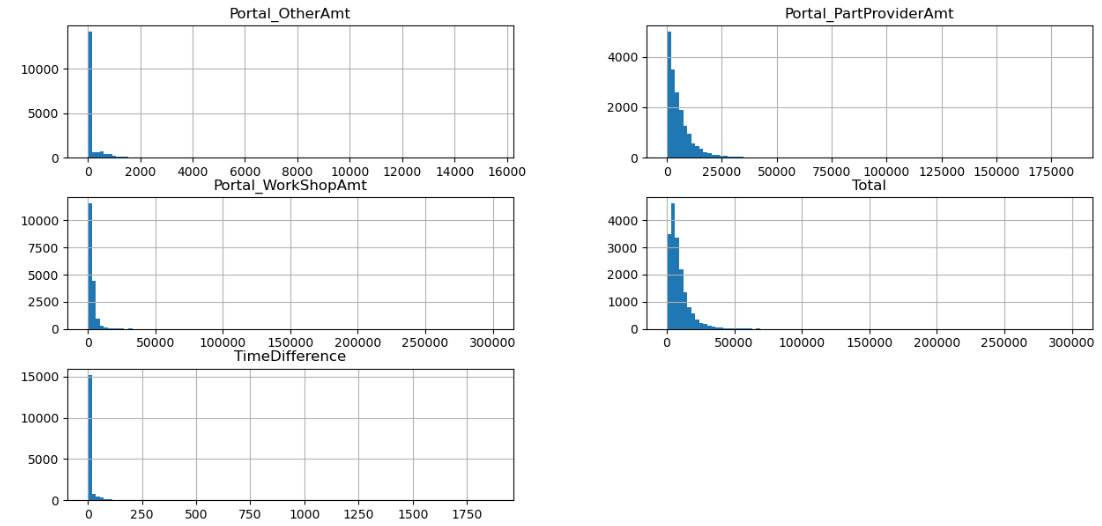 Portal_OtherAmt
10000
5000
0
0 2000 4000 6000 8000 10000 12000 14000 16000
Portal_PartProviderAmt
4000
2000
0
0 25000 50000 75000 100000 125000 150000 175000
Portal_WorkShopAmt
10000
7500
5000
2500
0
0 50000 100000 150000 200000 250000 300000
Total
4000
3000
2000
1000
0
0 50000 100000 150000 200000 250000 300000
TimeDifference
15000
10000
5000
0
0 250 500 750 1000 1250 1500 1750